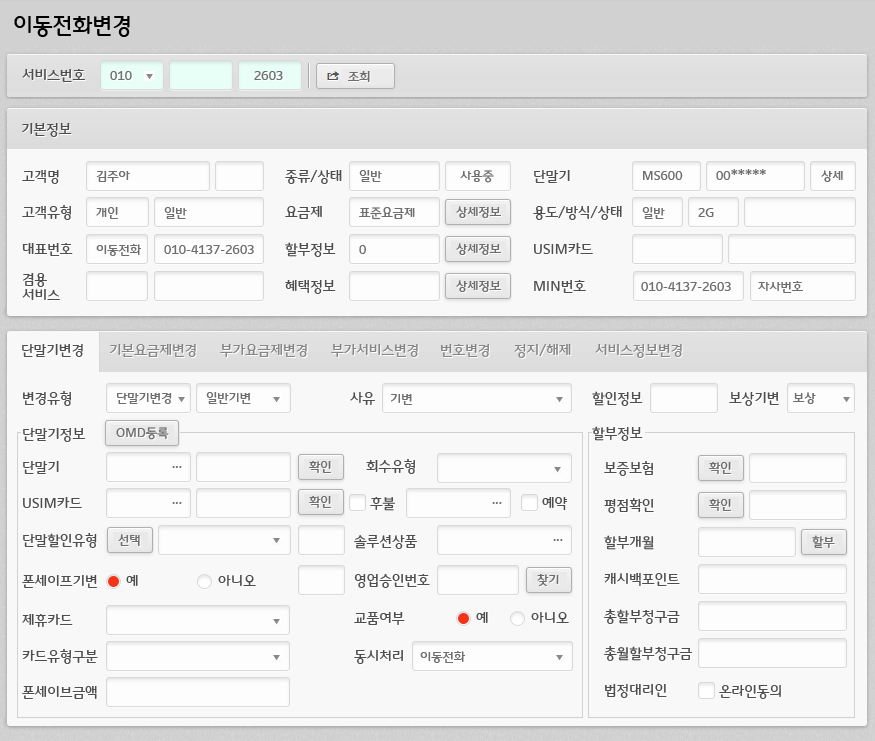 이동전화변경
서비스번호 010 2603 조회
기본정보
고객명 김주아 종류/상태 일반 사용중 단말기 MS600 00***** 상세
고객유형 개인 일반 요금제 표준요금제 상세정보 용도/방식/상태 일반 2G
대표번호 이동전화 010-4137-2603 할부정보 0 상세정보 USIM카드
겸용
서비스 혜택정보 상세정보 MIN번호 010-4137-2603 자사번호
단말기변경 기본요금제변경 부가요금제변경 부가서비스변경 번호변경 정지/해제 서비스정보변경
변경유형 단말기변경 일반기변 사유 기변 할인정보 보상기변 보상
단말기정보 OMD등록 할부정보
단말기 ... 확인 회수유형 보증보험 확인
USIM카드 ... 확인 후불 ... 예약 평점확인 확인
단말할인유형 선택 솔루션상품 ... 할부개월 할부
폰세이프기변 예 아니오 영업승인번호 찾기 캐시백포인트
제휴카드 교품여부 예 아니오 총할부청구금
카드유형구분 동시처리 이동전화 총월할부청구금
폰세이브금액 법정대리인 온라인동의